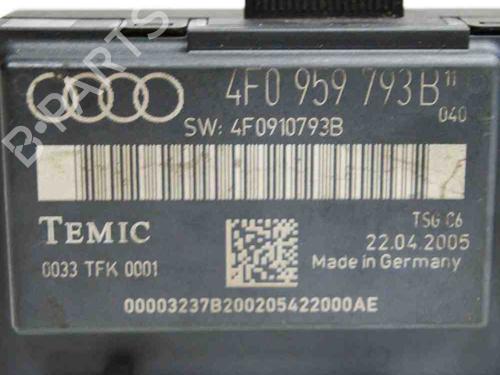 4F0 959 793B 11
040
SW: 4F0910793B
TEMIC
TSG C6
22.04.2005
0033 TFK 0001
Made in Germany
00003237B200205422000AE
B-PARTS